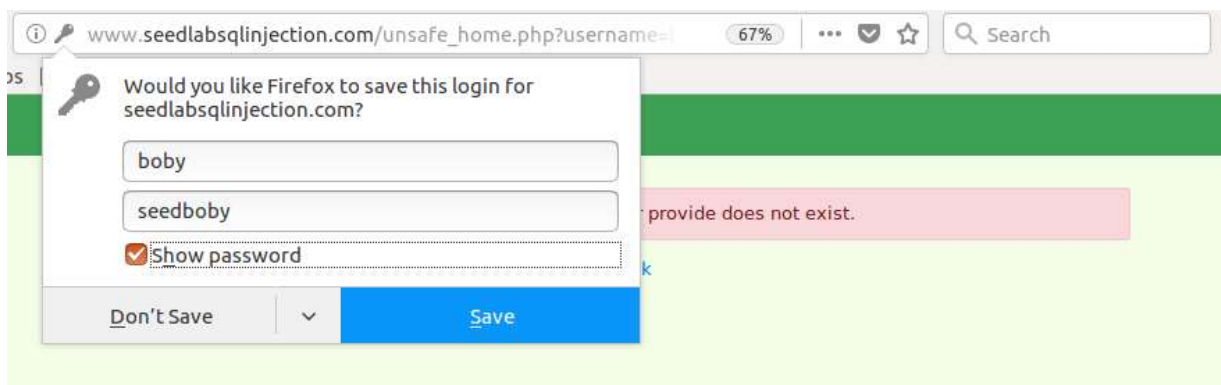 www.seedlabsqlinjection.com/unsafe_home.php?username=
67%
Search
Would you like Firefox to save this login for
seedlabsqlinjection.com?
boby
seedboby
provide does not exist.
Show password
Don't Save
Save